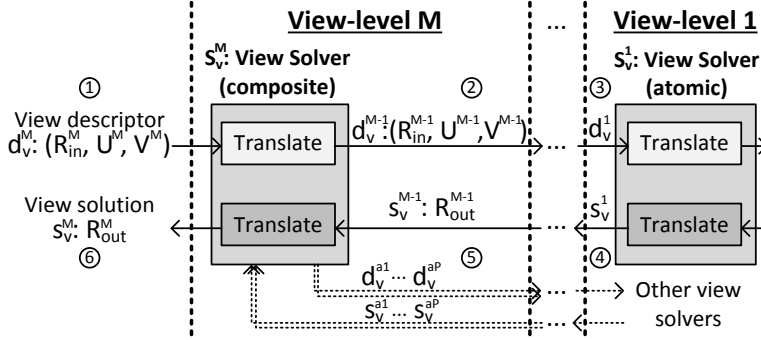 View-level M
...
View-level 1
S_v^M: View Solver
(composite)
S_v^1: View Solver
(atomic)
①
②
③
View descriptor
d_v^M: (R_in^M, U^M, V^M)
Translate
d_v^M-1:(R_in^M-1, U^M-1,V^M-1)
...
d_v^1
Translate
View solution
s_v^M: R_out^M
Translate
s_v^M-1: R_out^M-1
...
s_v^1
Translate
⑥
⑤
④
d_v^a1 ... d_v^aP
...
Other view
solvers
s_v^a1 ... s_v^aP
...